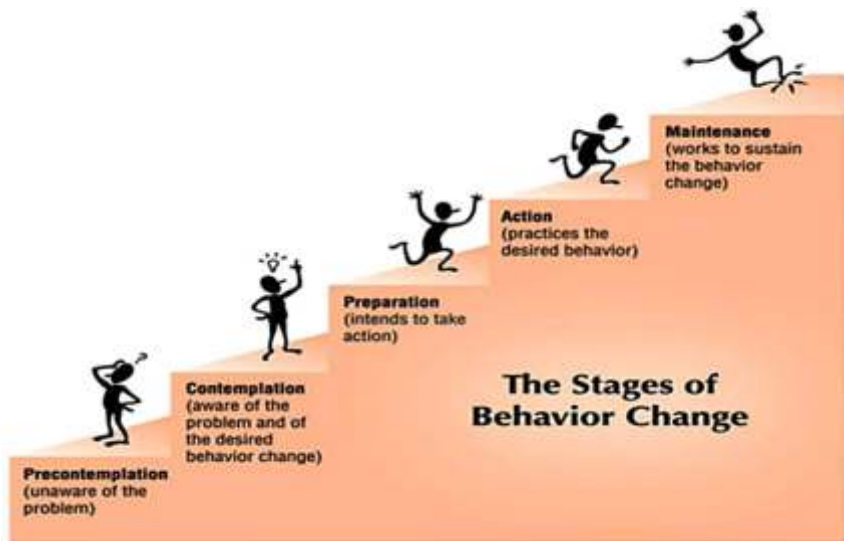 Maintenance
(works to sustain
the behavior
change)
Action
(practices the
desired behavior)
Preparation
(intends to take
action)
Contemplation
(aware of the
problem and of
the desired
behavior change)
Precontemplation
(unaware of the
problem)
The Stages of
Behavior Change
?